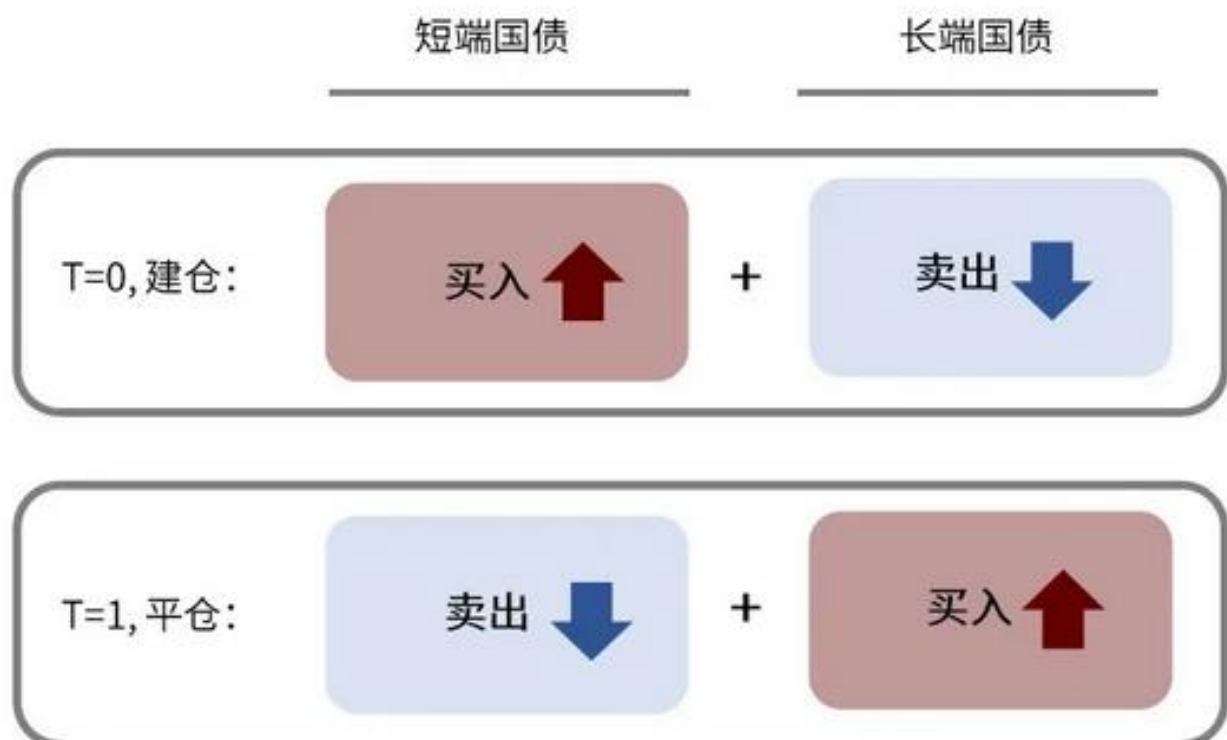 短端国债 长端国债
T=0, 建仓： 买入 + 卖出
T=1, 平仓： 卖出 + 买入